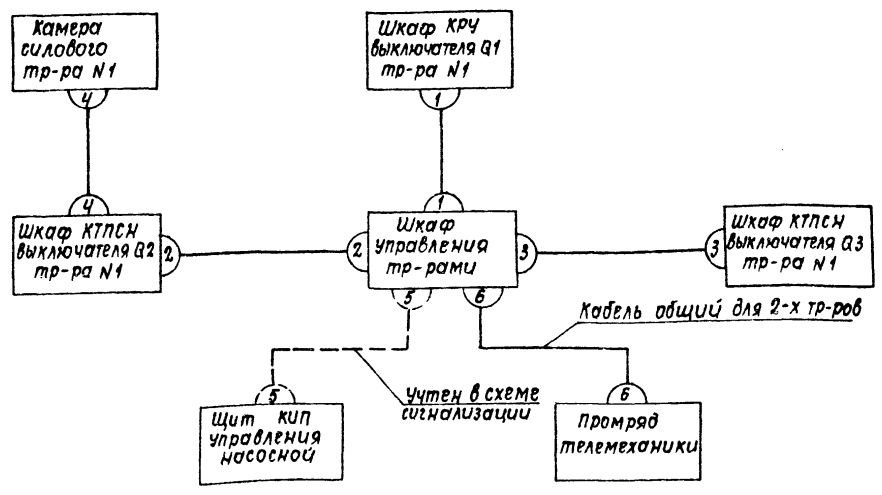 Камера
силового
тр-ра N1
4
Шкаф КРУ
выключателя Q1
тр-ра N1
1
4
Шкаф КТПСН
выключателя Q2
тр-ра N1
2
1
Шкаф
управления
тр-рами
2
3
5
6
3
Шкаф КТПСН
выключателя Q3
тр-ра N1
Кабель общий для 2-х тр-ров
Учтен в схеме
сигнализации
5
Щит КИП
управления
насосной
6
Промряд
телемеханики